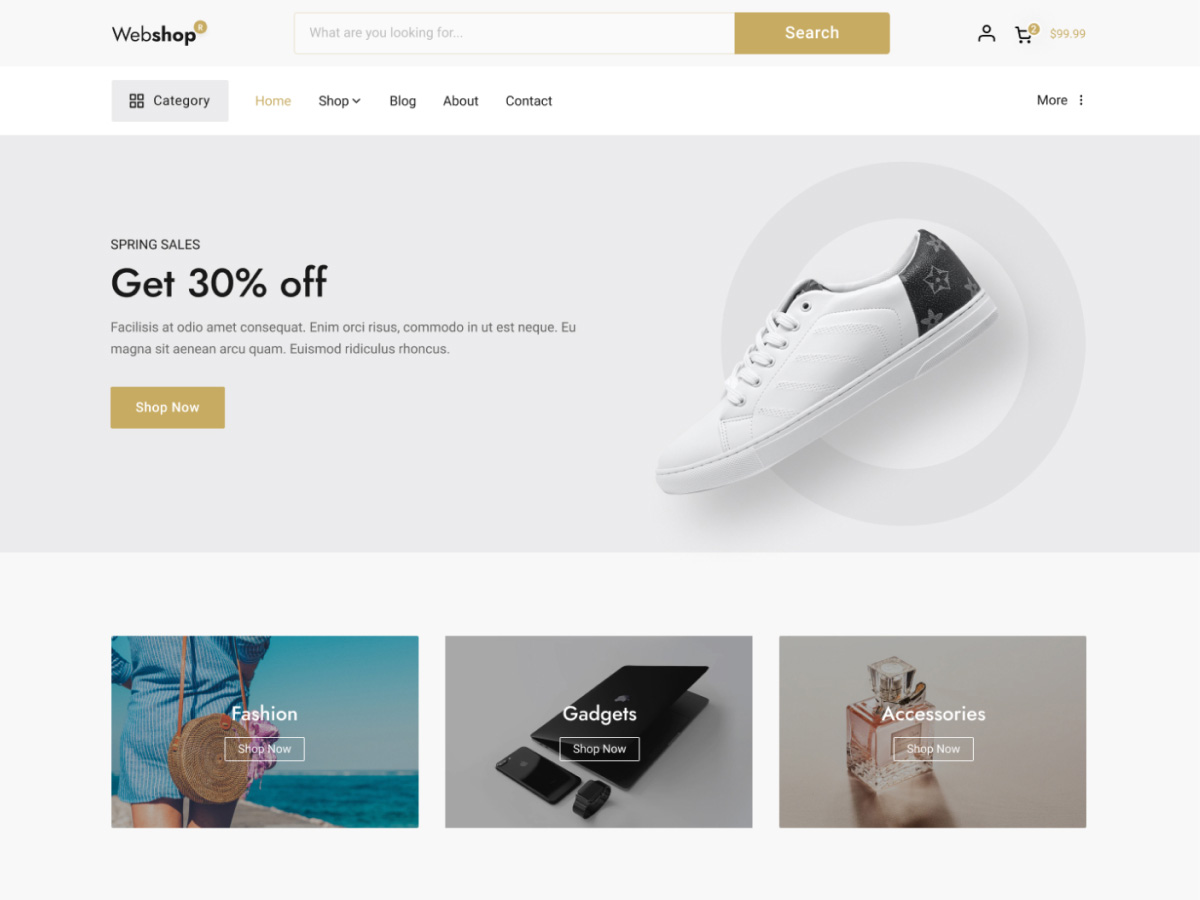 Webshop R
What are you looking for...
Search
2
$99.99
Category
Home
Shop
Blog
About
Contact
More
SPRING SALES
Get 30% off
Facilisis at odio amet consequat. Enim orci risus, commodo in ut est neque. Eu
magna sit aenean arcu quam. Euismod ridiculus rhoncus.
Shop Now
Fashion
Shop Now
Gadgets
Shop Now
Accessories
Shop Now